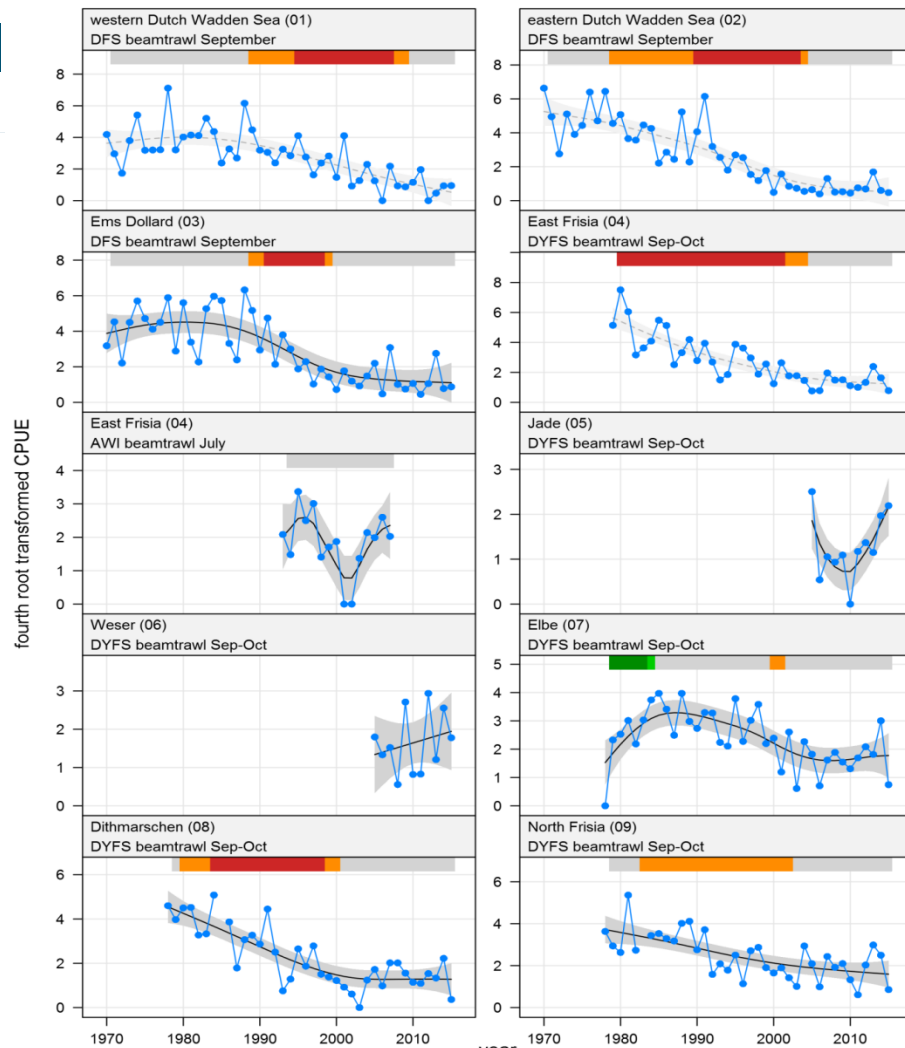 western Dutch Wadden Sea (01)
DFS beamtrawl September
8
6
4
2
0
eastern Dutch Wadden Sea (02)
DFS beamtrawl September
8
6
4
2
0
Ems Dollard (03)
DFS beamtrawl September
8
6
4
2
0
East Frisia (04)
DYFS beamtrawl Sep-Oct
8
6
4
2
0
East Frisia (04)
AWI beamtrawl July
4
3
2
1
0
Jade (05)
DYFS beamtrawl Sep-Oct
3
2
1
0
fourth root transformed CPUE
Weser (06)
DYFS beamtrawl Sep-Oct
3
2
1
0
Elbe (07)
DYFS beamtrawl Sep-Oct
5
4
3
2
1
0
Dithmarschen (08)
DYFS beamtrawl Sep-Oct
6
4
2
0
North Frisia (09)
DYFS beamtrawl Sep-Oct
6
4
2
0
1970 1980 1990 2000 2010
1970 1980 1990 2000 2010